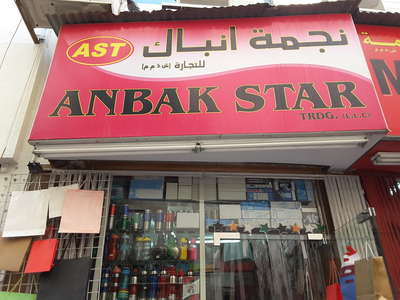 AST
نجمة انباك
للتجارة (ش.ذ.م.م)
ANBAK STAR
TRDG. (L.L.C)